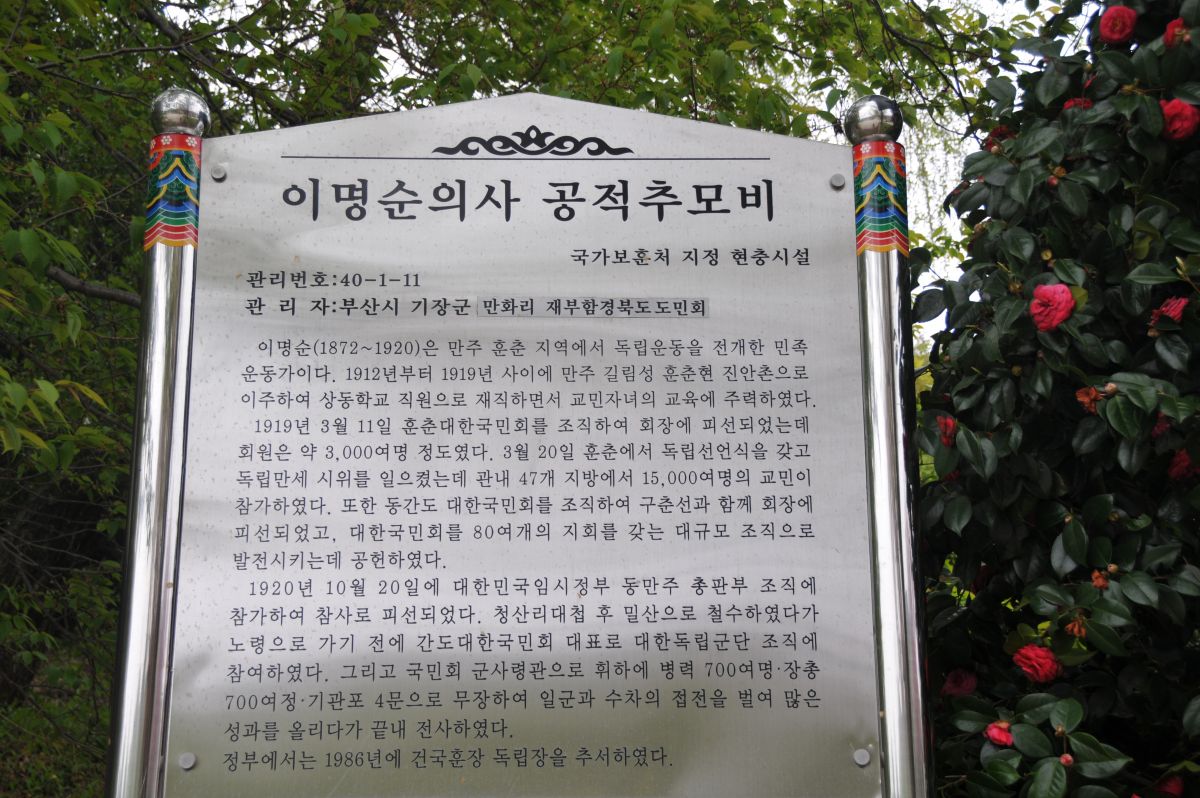 이명순의사 공적추모비
국가보훈처 지정 현충시설
관리번호:40-1-11
관 리 자:부산시 기장군 만화리 재부함경북도도민회
이명순(1872~1920)은 만주 훈춘 지역에서 독립운동을 전개한 민족
운동가이다. 1912년부터 1919년 사이에 만주 길림성 훈춘현 진안촌으로
이주하여 상동학교 직원으로 재직하면서 교민자녀의 교육에 주력하였다.
1919년 3월 11일 훈춘대한국민회를 조직하여 회장에 피선되었는데
회원은 약 3,000여명 정도였다. 3월 20일 훈춘에서 독립선언식을 갖고
독립만세 시위를 일으켰는데 관내 47개 지방에서 15,000여명의 교민이
참가하였다. 또한 동간도 대한국민회를 조직하여 구춘선과 함께 회장에
피선되었고, 대한국민회를 80여개의 지회를 갖는 대규모 조직으로
발전시키는데 공헌하였다.
1920년 10월 20일에 대한민국임시정부 동만주 총판부 조직에
참가하여 참사로 피선되었다. 청산리대첩 후 밀산으로 철수하였다가
노령으로 가기 전에 간도대한국민회 대표로 대한독립군단 조직에
참여하였다. 그리고 국민회 군사령관으로 휘하에 병력 700여명·장총
700여정·기관포 4문으로 무장하여 일군과 수차의 접전을 벌여 많은
성과를 올리다가 끝내 전사하였다.
정부에서는 1986년에 건국훈장 독립장을 추서하였다.